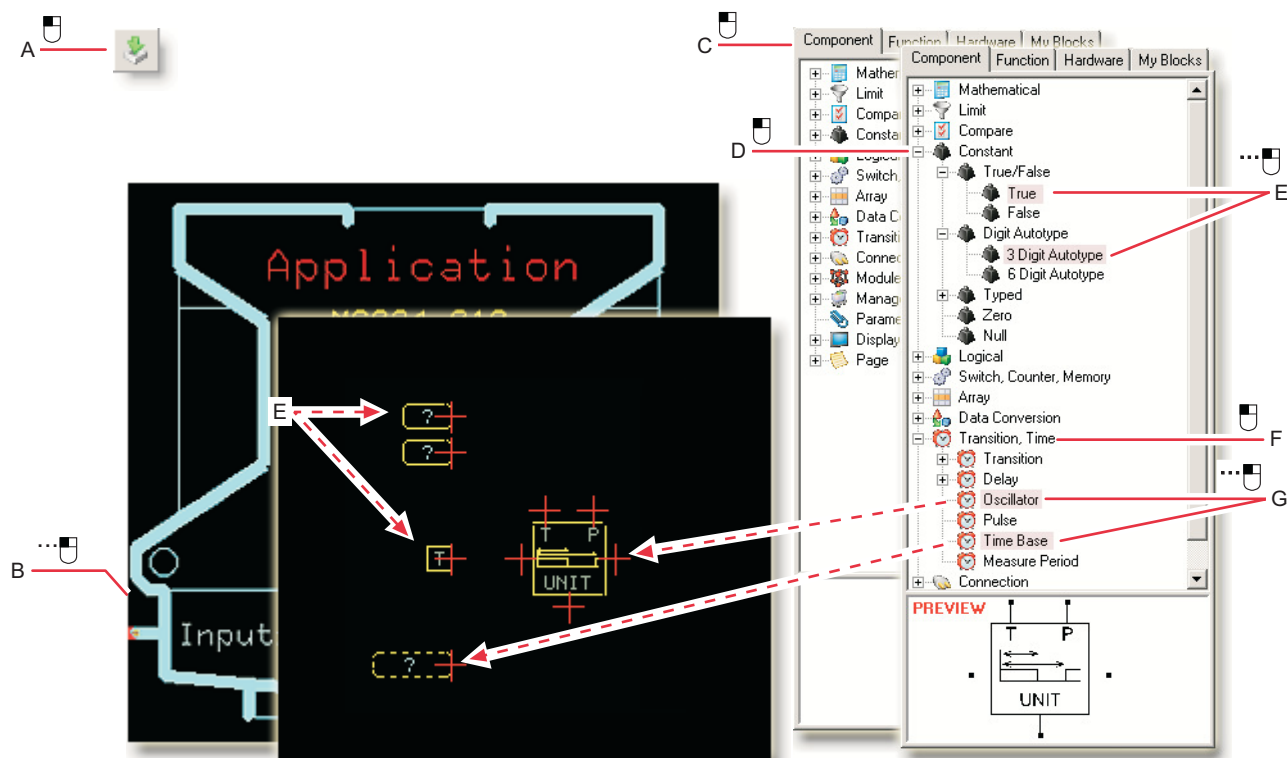 A
C
Component Function Hardware My Blocks
Component Function Hardware My Blocks
Mather
Limit
Compa
Consta
Logical
Switch,
Array
Data C
Transiti
Connec
Module
Manag
Parame
Display
Page
Mathematical
Limit
Compare
D
Constant
True/False
True
E
False
Digit Autotype
3 Digit Autotype
6 Digit Autotype
Typed
Zero
Null
Logical
Switch, Counter, Memory
Array
Data Conversion
Transition, Time
F
Transition
Delay
Oscillator
G
Pulse
Time Base
Measure Period
Connection
PREVIEW
T P
UNIT
Application
E
?
?
T
T P
UNIT
B
Input
?